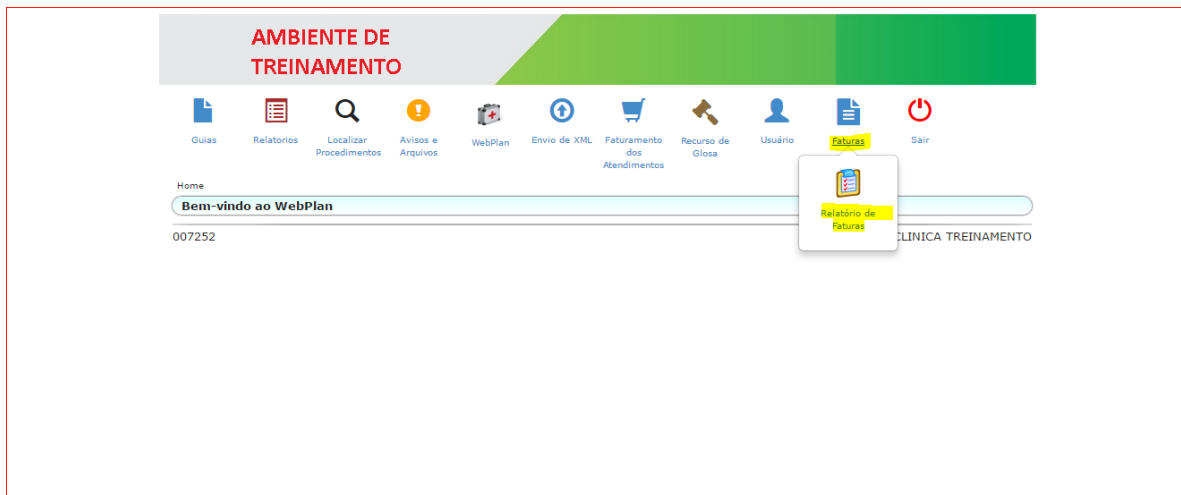 AMBIENTE DE
TREINAMENTO
Guias
Relatorios
Localizar
Procedimentos
Avisos e
Arquivos
WebPlan
Envio de XML
Faturamento
dos
Atendimentos
Recurso de
Glosa
Usuário
Faturas
Sair
Relatório de
Faturas
Home
Bem-vindo ao WebPlan
007252
CLINICA TREINAMENTO